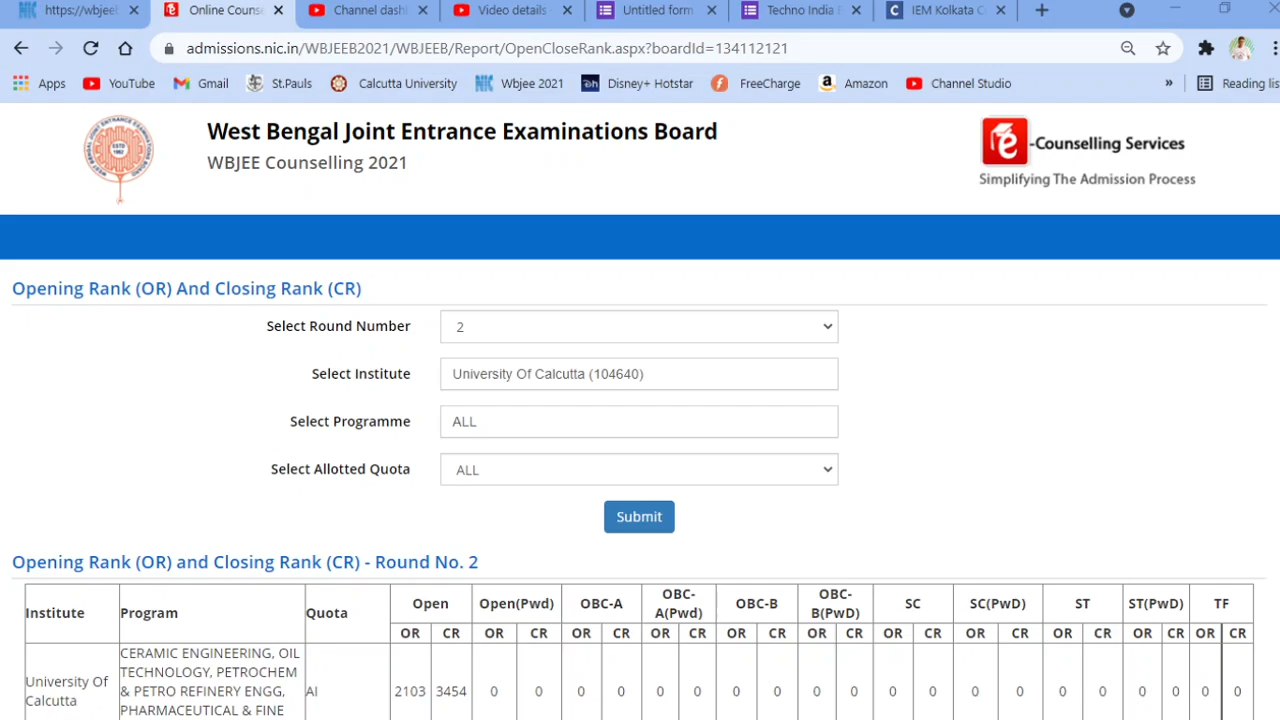 https://wbjeeb
Online Couns
Channel dash
Video details
Untitled form
Techno India
IEM Kolkata C
admissions.nic.in/WBJEEB2021/WBJEEB/Report/OpenCloseRank.aspx?boardId=134112121
Apps YouTube Gmail St.Pauls Calcutta University Wbjee 2021 Disney+ Hotstar FreeCharge Amazon Channel Studio » Reading lis
West Bengal Joint Entrance Examinations Board
WBJEE Counselling 2021
e-Counselling Services
Simplifying The Admission Process
Opening Rank (OR) And Closing Rank (CR)
Select Round Number 2
Select Institute University Of Calcutta (104640)
Select Programme ALL
Select Allotted Quota ALL
Submit
Opening Rank (OR) and Closing Rank (CR) - Round No. 2
Institute Program Quota Open Open(Pwd) OBC-A OBC-A(Pwd) OBC-B OBC-B(PwD) SC SC(PwD) ST ST(PwD) TF
OR CR OR CR OR CR OR CR OR CR OR CR OR CR OR CR OR CR OR CR OR CR
University Of
Calcutta
CERAMIC ENGINEERING, OIL
TECHNOLOGY, PETROCHEM
& PETRO REFINERY ENGG,
PHARMACEUTICAL & FINE
AI 2103 3454 0 0 0 0 0 0 0 0 0 0 0 0 0 0 0 0 0 0 0 0